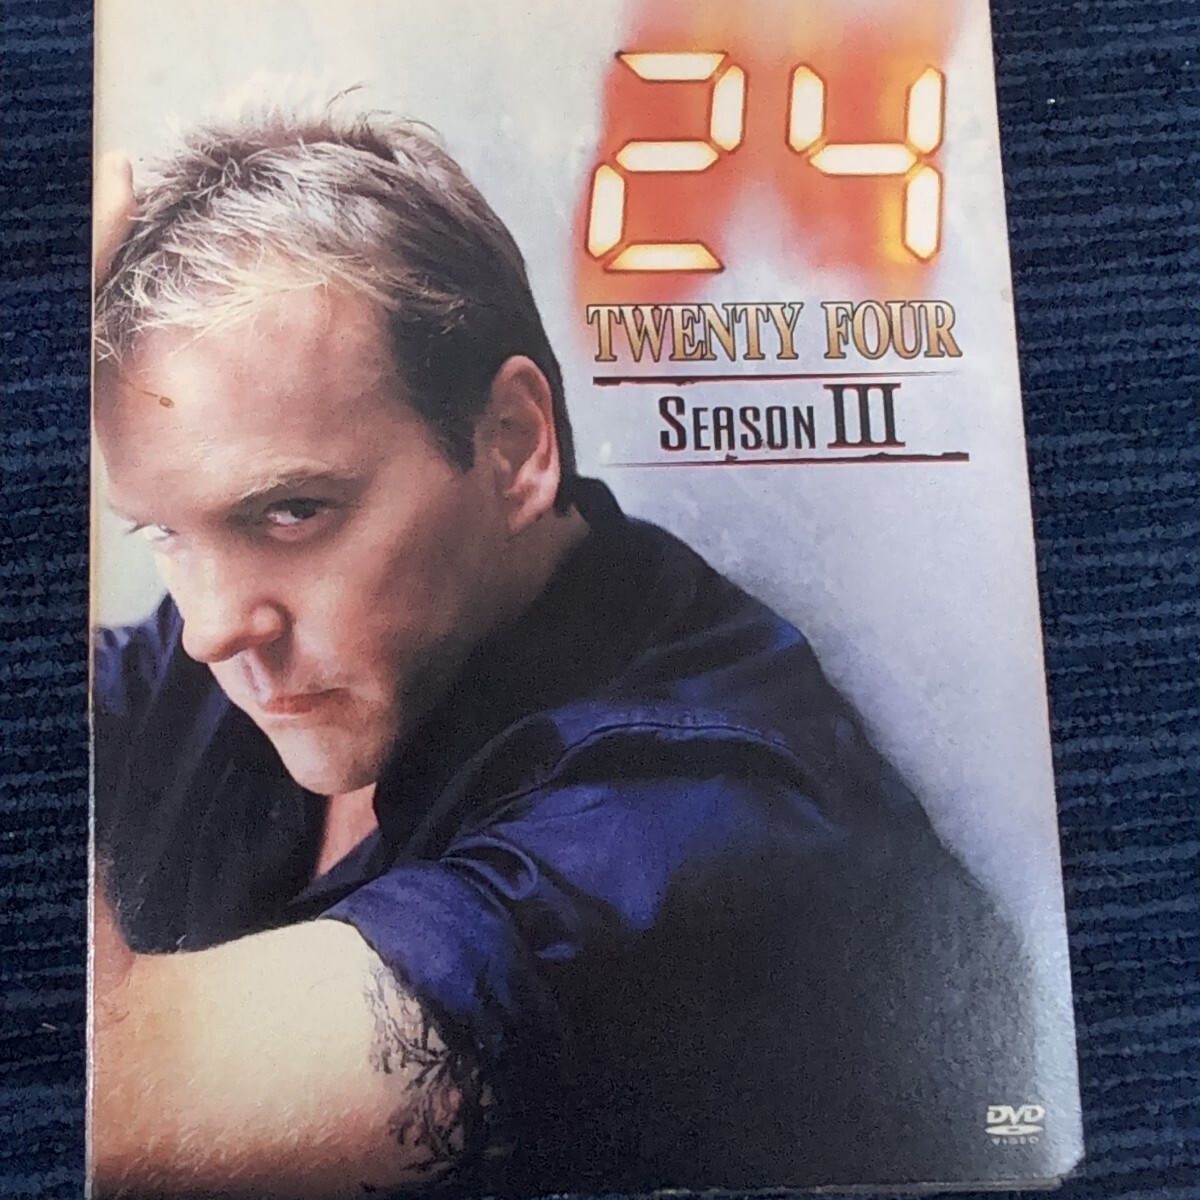 24
TWENTY FOUR
SEASON III
DVD
VIDEO